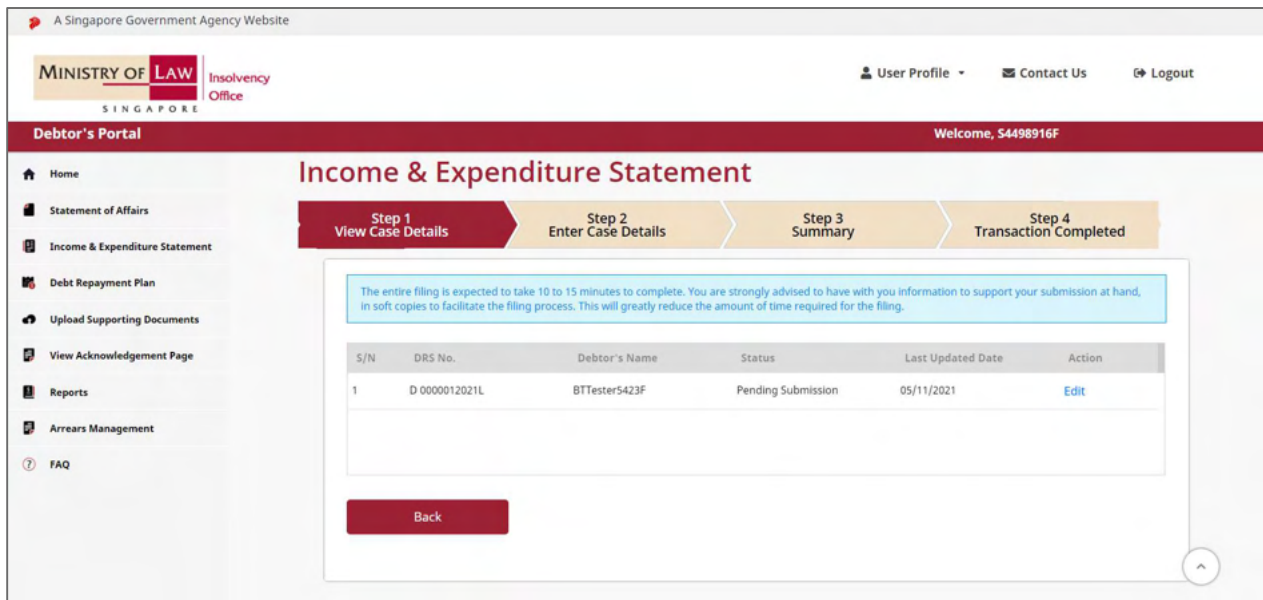 A Singapore Government Agency Website
MINISTRY OF LAW
SINGAPORE
Insolvency
Office
User Profile
Contact Us
Logout
Debtor's Portal
Welcome, S4498916F
Home
Statement of Affairs
Income & Expenditure Statement
Debt Repayment Plan
Upload Supporting Documents
View Acknowledgement Page
Reports
Arrears Management
? FAQ
Income & Expenditure Statement
Step 1
View Case Details
Step 2
Enter Case Details
Step 3
Summary
Step 4
Transaction Completed
The entire filing is expected to take 10 to 15 minutes to complete. You are strongly advised to have with you information to support your submission at hand,
in soft copies to facilitate the filing process. This will greatly reduce the amount of time required for the filing.
S/N DRS No. Debtor's Name Status Last Updated Date Action
1 D 0000012021L BTTester5423F Pending Submission 05/11/2021 Edit
Back